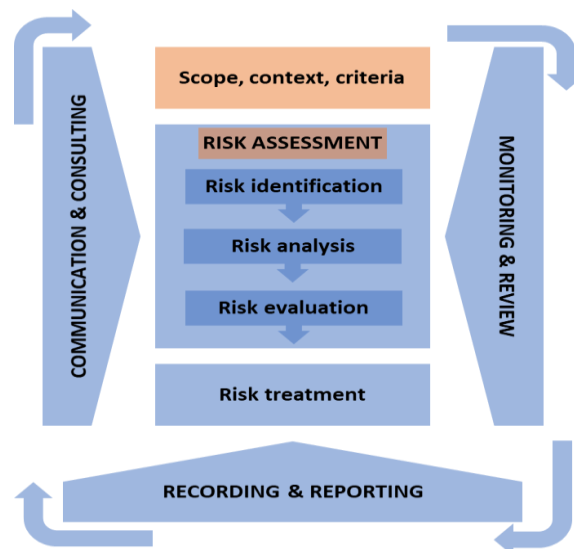 Scope, context, criteria
RISK ASSESSMENT
Risk identification
Risk analysis
Risk evaluation
Risk treatment
COMMUNICATION & CONSULTING
MONITORING & REVIEW
RECORDING & REPORTING